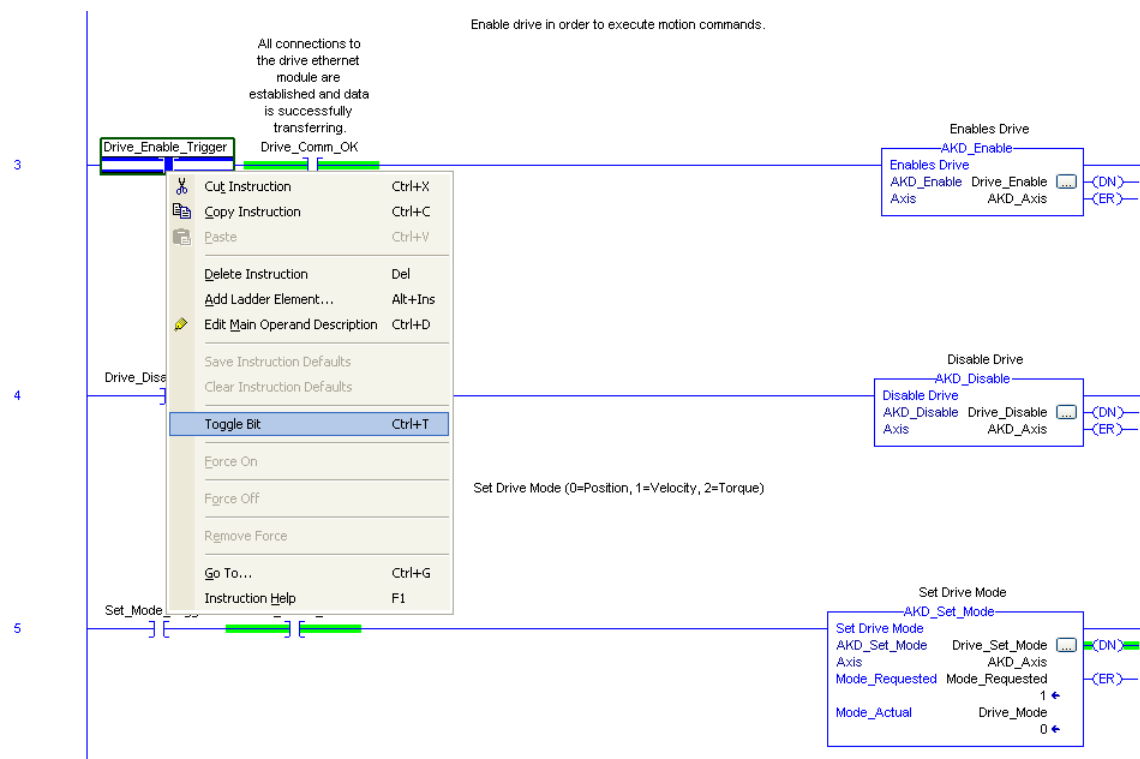 Enable drive in order to execute motion commands.
All connections to
the drive ethernet
module are
established and data
is successfully
transferring.
Drive_Enable_Trigger
Drive_Comm_OK
3
Enables Drive
AKD_Enable
Enables Drive
AKD_Enable Drive_Enable ... (DN)
Axis AKD_Axis (ER)
Cut Instruction Ctrl+X
Copy Instruction Ctrl+C
Paste Ctrl+V
Delete Instruction Del
Add Ladder Element... Alt+Ins
Edit Main Operand Description Ctrl+D
Save Instruction Defaults
Clear Instruction Defaults
Toggle Bit Ctrl+T
Force On
Force Off
Remove Force
Go To... Ctrl+G
Instruction Help F1
Drive_Disa
4
Disable Drive
AKD_Disable
Disable Drive
AKD_Disable Drive_Disable ... (DN)
Axis AKD_Axis (ER)
Set Drive Mode (0=Position, 1=Velocity, 2=Torque)
Set_Mode
5
Set Drive Mode
AKD_Set_Mode
Set Drive Mode
AKD_Set_Mode Drive_Set_Mode ... (DN)
Axis AKD_Axis
Mode_Requested Mode_Requested (ER)
1
Mode_Actual Drive_Mode
0